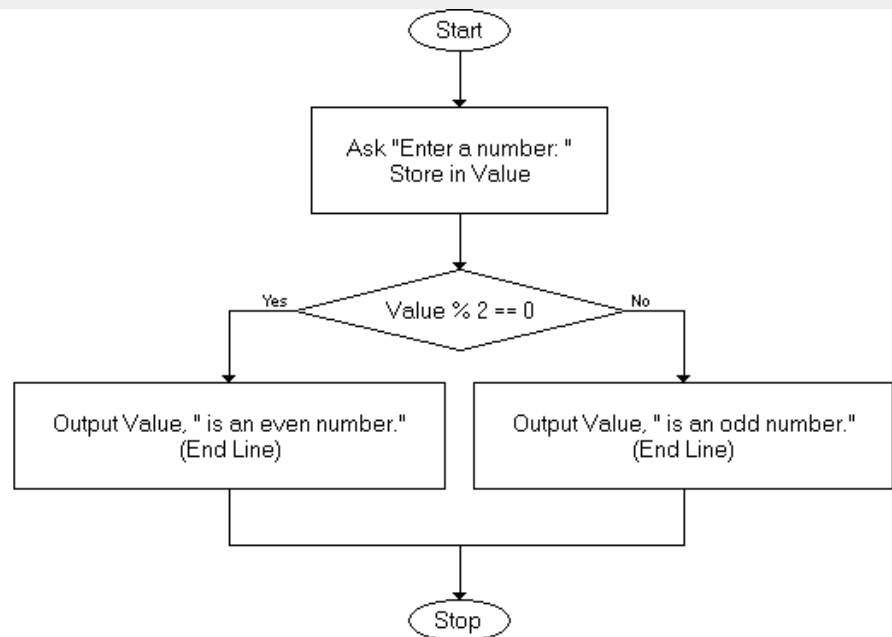 Start
Ask "Enter a number: "
Store in Value
Yes
Value % 2 == 0
No
Output Value, " is an even number."
(End Line)
Output Value, " is an odd number."
(End Line)
Stop